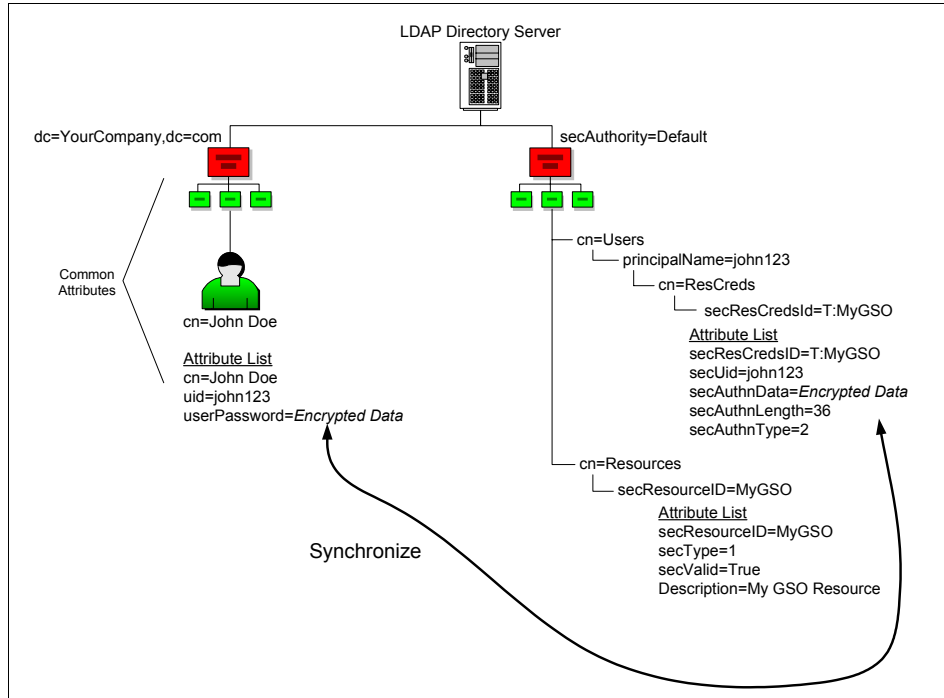 LDAP Directory Server
dc=YourCompany,dc=com
secAuthority=Default
Common
Attributes
cn=John Doe
Attribute List
cn=John Doe
uid=john123
userPassword=Encrypted Data
cn=Users
principalName=john123
cn=ResCreds
secResCredsId=T:MyGSO
Attribute List
secResCredsID=T:MyGSO
secUid=john123
secAuthnData=Encrypted Data
secAuthnLength=36
secAuthnType=2
cn=Resources
secResourceID=MyGSO
Attribute List
secResourceID=MyGSO
secType=1
secValid=True
Description=My GSO Resource
Synchronize